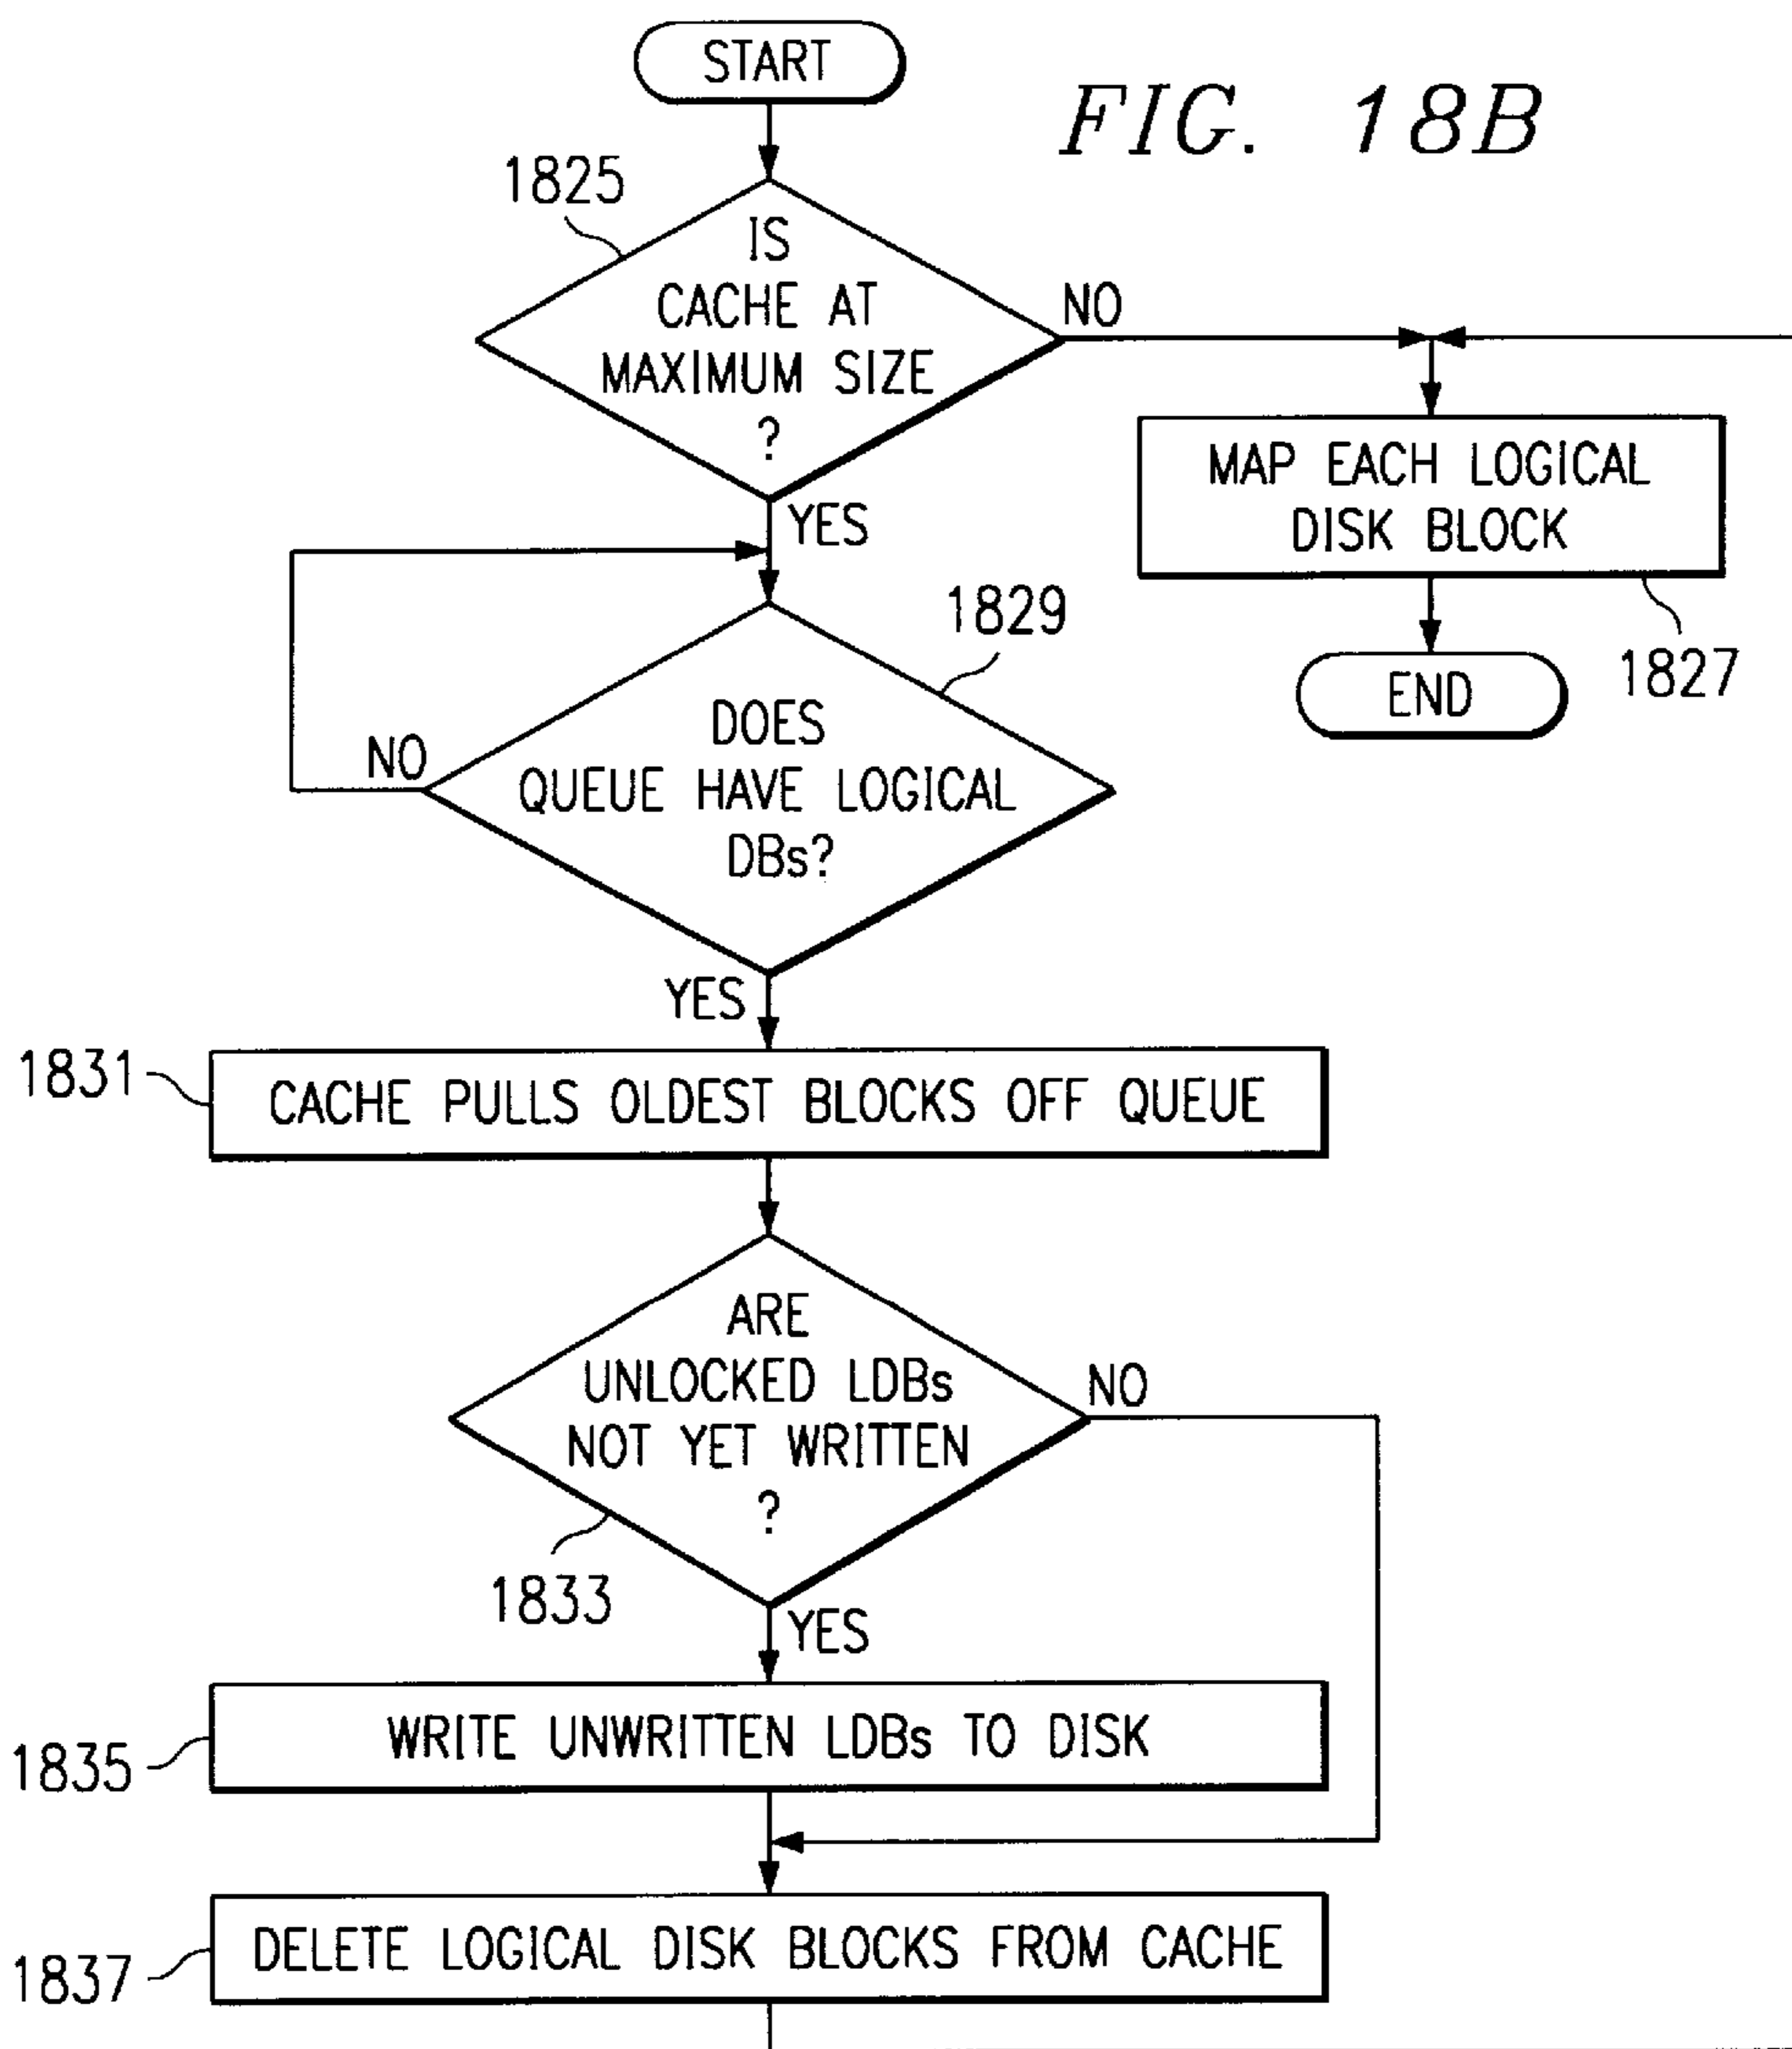 START
FIG. 18B
1825
IS
CACHE AT
MAXIMUM SIZE
?
NO
YES
MAP EACH LOGICAL
DISK BLOCK
1827
END
1829
DOES
QUEUE HAVE LOGICAL
DBs?
NO
YES
1831
CACHE PULLS OLDEST BLOCKS OFF QUEUE
ARE
UNLOCKED LDBs
NOT YET WRITTEN
?
NO
1833
YES
1835
WRITE UNWRITTEN LDBs TO DISK
1837
DELETE LOGICAL DISK BLOCKS FROM CACHE